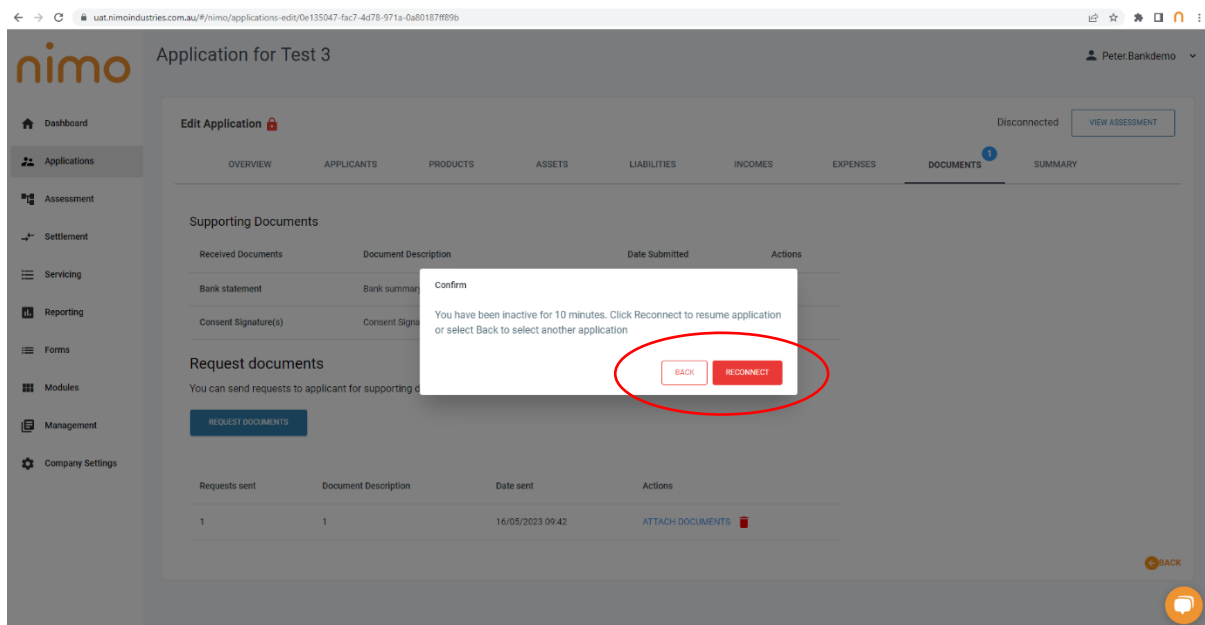 uat.nimoindustries.com.au/#/nimo/applications-edit/0e135047-fac7-4d78-971a-0a80187ff89b
nimo
Application for Test 3
Peter.Bankdemo
Dashboard
Applications
Assessment
Settlement
Servicing
Reporting
Forms
Modules
Management
Company Settings
Edit Application
Disconnected
VIEW ASSESSMENT
OVERVIEW APPLICANTS PRODUCTS ASSETS LIABILITIES INCOMES EXPENSES DOCUMENTS 1 SUMMARY
Supporting Documents
Received Documents Document Description Date Submitted Actions
Bank statement Bank summary
Consent Signature(s) Consent Signa
Confirm
You have been inactive for 10 minutes. Click Reconnect to resume application
or select Back to select another application
BACK RECONNECT
Request documents
You can send requests to applicant for supporting d
REQUEST DOCUMENTS
Requests sent Document Description Date sent Actions
1 1 16/05/2023 09:42 ATTACH DOCUMENTS
BACK